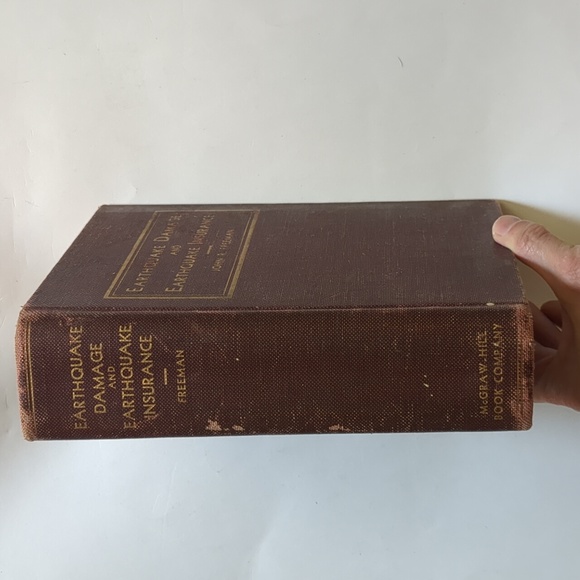 EARTHQUAKE DAMAGE
AND
EARTHQUAKE INSURANCE
JOHN R. FREEMAN
EARTHQUAKE
DAMAGE
AND
EARTHQUAKE
INSURANCE
FREEMAN
McGRAW-HILL
BOOK COMPANY